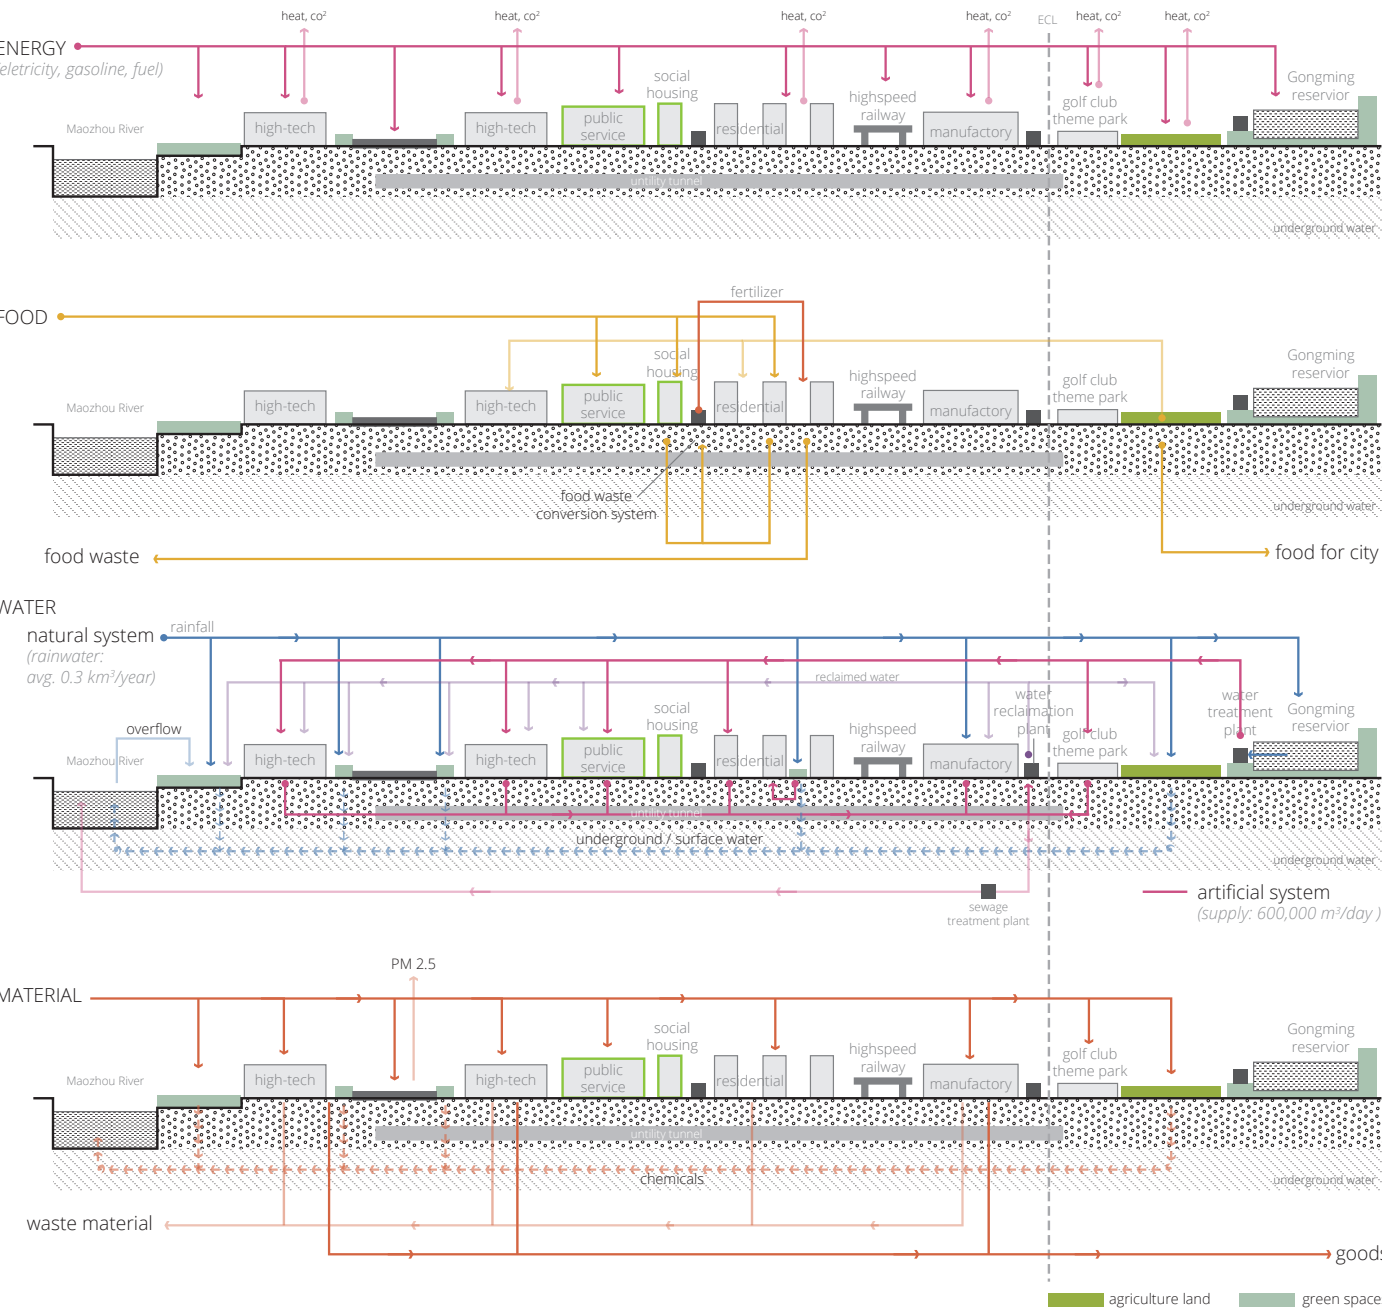 heat, co²
heat, co²
heat, co²
heat, co²
ECL
heat, co²
heat, co²
ENERGY
(eletricity, gasoline, fuel)
social
housing
highspeed
railway
golf club
theme park
Gongming
reservior
Maozhou River
high-tech
high-tech
public
service
residential
manufactory
untility tunnel
underground water
fertilizer
FOOD
social
housing
highspeed
railway
golf club
theme park
Gongming
reservior
Maozhou River
high-tech
high-tech
public
service
residential
manufactory
food waste
conversion system
underground water
food waste
food for city
WATER
natural system
rainfall
(rainwater:
avg. 0.3 km³/year)
reclaimed water
overflow
social
housing
highspeed
railway
water
reclaimation
plant
golf club
theme park
water
treatment
plant
Gongming
reservior
Maozhou River
high-tech
high-tech
public
service
residential
manufactory
untility tunnel
underground / surface water
underground water
sewage
treatment plant
artificial system
(supply: 600,000 m³/day )
PM 2.5
MATERIAL
social
housing
highspeed
railway
golf club
theme park
Gongming
reservior
Maozhou River
high-tech
high-tech
public
service
residential
manufactory
untility tunnel
chemicals
underground water
waste material
goods
agriculture land
green space